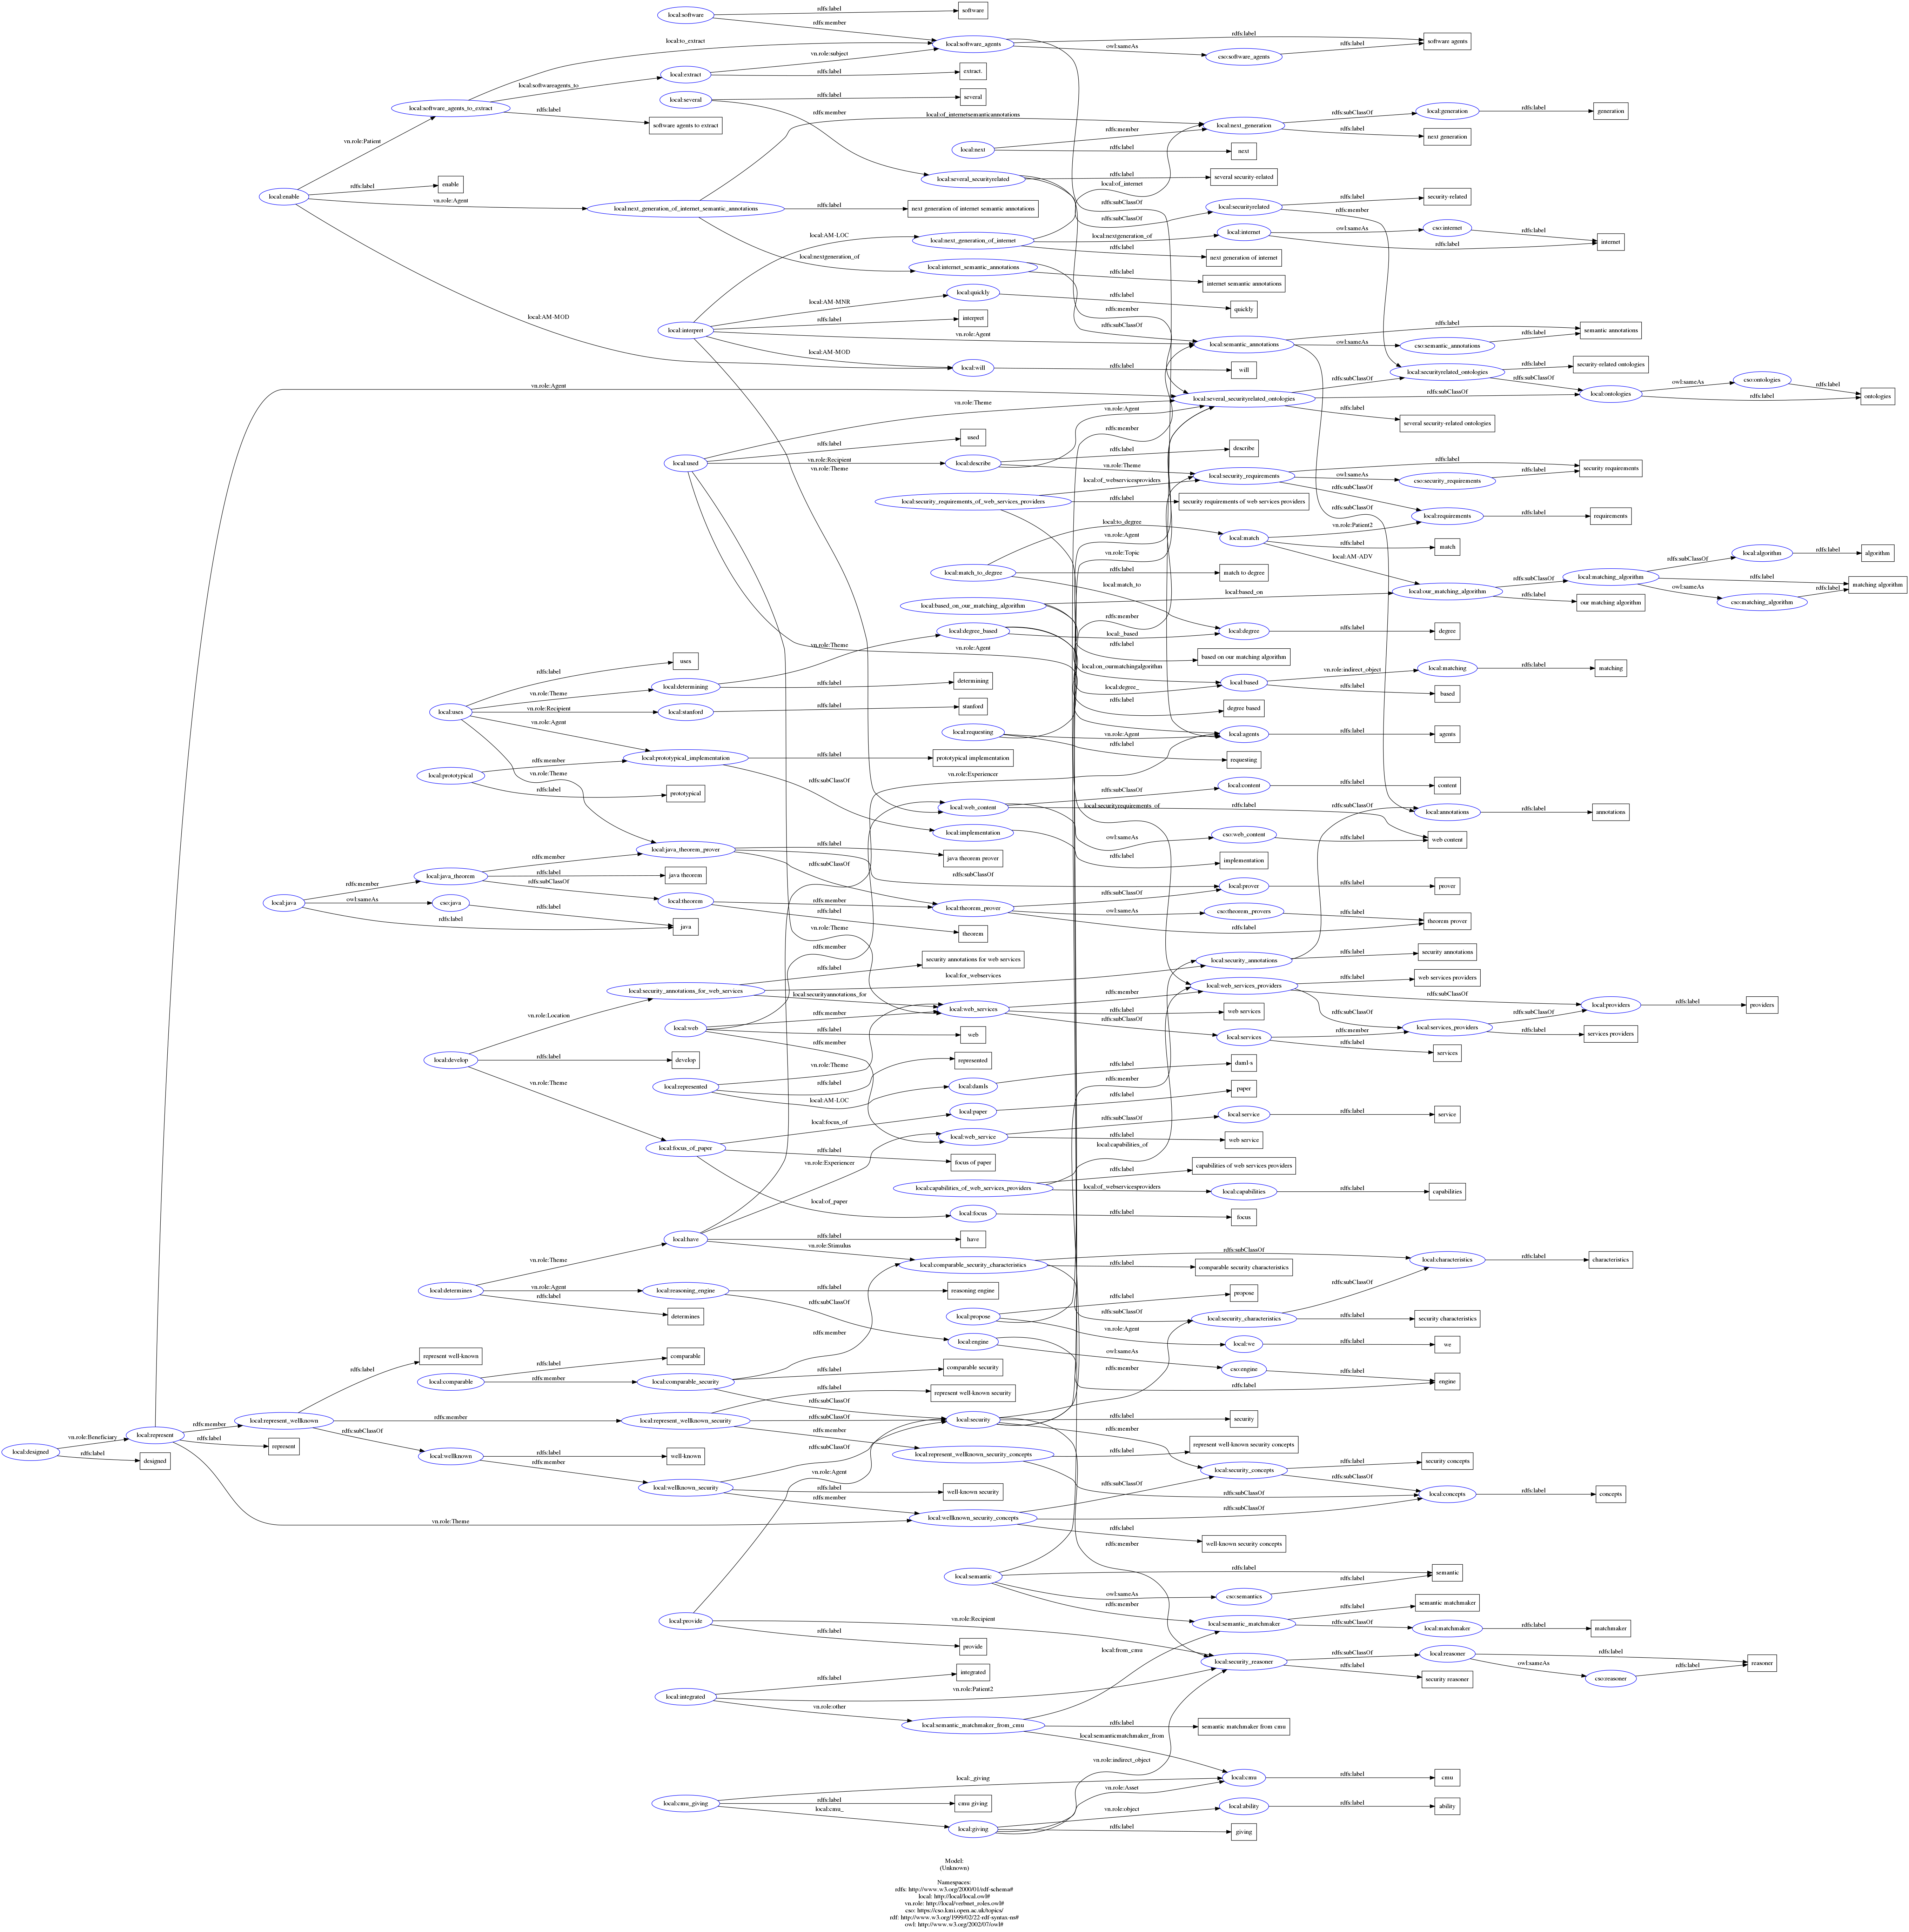 local:software
rdfs:label
software
rdfs:member
local:to_extract
local:software_agents
rdfs:label
software agents
owl:sameAs
cso:software_agents
rdfs:label
vn.role:subject
local:extract
rdfs:label
extract.
local:softwareagents_to
local:software_agents_to_extract
rdfs:label
software agents to extract
local:several
rdfs:label
several
rdfs:member
local:of_internetsemanticannotations
local:next_generation
rdfs:subClassOf
local:generation
rdfs:label
generation
rdfs:label
next generation
rdfs:member
local:next
rdfs:label
next
vn.role:Patient
local:enable
rdfs:label
enable
vn.role:Agent
local:next_generation_of_internet_semantic_annotations
rdfs:label
next generation of internet semantic annotations
local:several_securityrelated
rdfs:label
several security-related
local:of_internet
rdfs:subClassOf
rdfs:subClassOf
local:securityrelated
rdfs:label
security-related
rdfs:member
local:AM-LOC
local:next_generation_of_internet
local:nextgeneration_of
local:internet
owl:sameAs
cso:internet
rdfs:label
internet
rdfs:label
rdfs:label
next generation of internet
local:nextgeneration_of
local:internet_semantic_annotations
rdfs:label
internet semantic annotations
local:AM-MNR
local:quickly
rdfs:label
quickly
rdfs:member
local:AM-MOD
local:interpret
rdfs:label
interpret
vn.role:Agent
rdfs:subClassOf
local:semantic_annotations
rdfs:label
semantic annotations
owl:sameAs
cso:semantic_annotations
rdfs:label
local:AM-MOD
local:will
rdfs:label
will
vn.role:Agent
local:securityrelated_ontologies
rdfs:label
security-related ontologies
rdfs:subClassOf
rdfs:subClassOf
local:several_securityrelated_ontologies
rdfs:subClassOf
local:ontologies
owl:sameAs
cso:ontologies
rdfs:label
ontologies
rdfs:label
rdfs:label
several security-related ontologies
vn.role:Theme
vn.role:Agent
rdfs:member
local:used
rdfs:label
used
vn.role:Recipient
vn.role:Theme
local:describe
rdfs:label
describe
vn.role:Theme
local:security_requirements
rdfs:label
security requirements
owl:sameAs
cso:security_requirements
rdfs:label
rdfs:subClassOf
local:security_requirements_of_web_services_providers
local:of_webservicesproviders
rdfs:label
security requirements of web services providers
rdfs:subClassOf
local:requirements
rdfs:label
requirements
local:to_degree
vn.role:Agent
local:match
vn.role:Patient2
rdfs:label
match
local:AM-ADV
vn.role:Topic
local:match_to_degree
rdfs:label
match to degree
local:match_to
local:algorithm
rdfs:label
algorithm
rdfs:subClassOf
local:matching_algorithm
rdfs:label
matching algorithm
owl:sameAs
cso:matching_algorithm
rdfs:label
rdfs:subClassOf
local:our_matching_algorithm
rdfs:label
our matching algorithm
local:based_on_our_matching_algorithm
local:based_on
rdfs:member
local:degree_based
local:_based
local:degree
rdfs:label
degree
rdfs:label
based on our matching algorithm
vn.role:Theme
vn.role:Agent
local:uses
rdfs:label
uses
vn.role:Theme
local:determining
rdfs:label
determining
local:on_ourmatchingalgorithm
local:degree_
local:based
vn.role:indirect_object
local:matching
rdfs:label
matching
rdfs:label
based
rdfs:label
degree based
vn.role:Recipient
local:stanford
rdfs:label
stanford
vn.role:Agent
local:requesting
vn.role:Agent
local:agents
rdfs:label
agents
rdfs:label
requesting
local:prototypical
rdfs:member
local:prototypical_implementation
rdfs:label
prototypical implementation
vn.role:Theme
rdfs:label
prototypical
rdfs:subClassOf
vn.role:Experiencer
local:web_content
rdfs:subClassOf
local:content
rdfs:label
content
local:securityrequirements_of
rdfs:label
rdfs:subClassOf
local:annotations
rdfs:label
annotations
owl:sameAs
cso:web_content
rdfs:label
web content
local:implementation
rdfs:label
implementation
local:java_theorem_prover
rdfs:label
java theorem prover
rdfs:subClassOf
rdfs:subClassOf
local:java
rdfs:member
local:java_theorem
rdfs:member
rdfs:label
java theorem
rdfs:subClassOf
local:theorem
rdfs:member
rdfs:label
theorem
local:prover
rdfs:label
prover
local:theorem_prover
rdfs:subClassOf
owl:sameAs
cso:theorem_provers
rdfs:label
theorem prover
rdfs:label
owl:sameAs
cso:java
rdfs:label
rdfs:label
java
vn.role:Theme
rdfs:member
local:security_annotations
rdfs:label
security annotations
rdfs:label
security annotations for web services
local:security_annotations_for_web_services
local:for_webservices
local:securityannotations_for
local:web_services_providers
rdfs:label
web services providers
rdfs:subClassOf
local:providers
rdfs:label
providers
vn.role:Location
local:web_services
rdfs:member
rdfs:label
web services
rdfs:subClassOf
local:services
rdfs:member
rdfs:label
services
rdfs:subClassOf
local:services_providers
rdfs:subClassOf
rdfs:label
services providers
local:web
rdfs:member
rdfs:label
web
rdfs:member
local:develop
rdfs:label
develop
vn.role:Theme
local:represented
vn.role:Theme
rdfs:label
represented
local:AM-LOC
local:damls
rdfs:label
daml-s
rdfs:member
local:paper
rdfs:label
paper
local:focus_of
local:focus_of_paper
rdfs:label
focus of paper
local:of_paper
vn.role:Experiencer
local:web_service
rdfs:subClassOf
local:service
rdfs:label
service
rdfs:label
web service
local:capabilities_of
local:capabilities_of_web_services_providers
rdfs:label
capabilities of web services providers
local:of_webservicesproviders
local:capabilities
rdfs:label
capabilities
local:focus
rdfs:label
focus
local:have
rdfs:label
have
vn.role:Stimulus
local:comparable_security_characteristics
rdfs:subClassOf
local:characteristics
rdfs:label
characteristics
rdfs:label
comparable security characteristics
vn.role:Theme
local:determines
vn.role:Agent
local:reasoning_engine
rdfs:label
reasoning engine
rdfs:label
determines
rdfs:subClassOf
rdfs:member
local:propose
rdfs:label
propose
vn.role:Agent
rdfs:subClassOf
local:security_characteristics
rdfs:subClassOf
rdfs:label
security characteristics
local:engine
local:we
rdfs:label
we
owl:sameAs
cso:engine
rdfs:label
engine
rdfs:label
rdfs:member
represent well-known
rdfs:label
local:comparable
rdfs:label
comparable
rdfs:member
local:comparable_security
rdfs:label
comparable security
rdfs:subClassOf
rdfs:label
represent well-known security
local:designed
vn.role:Beneficiary
rdfs:label
designed
local:represent
rdfs:member
local:represent_wellknown
rdfs:member
local:represent_wellknown_security
rdfs:subClassOf
rdfs:member
local:security
rdfs:label
security
rdfs:member
rdfs:label
represent
rdfs:subClassOf
local:wellknown
rdfs:label
well-known
rdfs:member
local:wellknown_security
rdfs:subClassOf
rdfs:label
well-known security
rdfs:member
local:represent_wellknown_security_concepts
rdfs:label
represent well-known security concepts
rdfs:subClassOf
vn.role:Agent
local:security_concepts
rdfs:label
security concepts
rdfs:subClassOf
local:concepts
rdfs:label
concepts
rdfs:subClassOf
rdfs:subClassOf
vn.role:Theme
local:wellknown_security_concepts
rdfs:label
well-known security concepts
rdfs:member
local:semantic
rdfs:label
semantic
owl:sameAs
cso:semantics
rdfs:label
rdfs:member
local:semantic_matchmaker
rdfs:label
semantic matchmaker
rdfs:subClassOf
local:matchmaker
rdfs:label
matchmaker
local:provide
vn.role:Recipient
rdfs:label
provide
local:from_cmu
local:security_reasoner
rdfs:subClassOf
local:reasoner
rdfs:label
reasoner
owl:sameAs
cso:reasoner
rdfs:label
rdfs:label
security reasoner
local:integrated
rdfs:label
integrated
vn.role:Patient2
vn.role:other
local:semantic_matchmaker_from_cmu
rdfs:label
semantic matchmaker from cmu
local:semanticmatchmaker_from
vn.role:indirect_object
local:cmu_giving
local:_giving
rdfs:label
cmu giving
local:cmu_
local:cmu
rdfs:label
cmu
vn.role:Asset
local:giving
vn.role:object
local:ability
rdfs:label
ability
rdfs:label
giving
Model:
(Unknown)
Namespaces:
rdfs: http://www.w3.org/2000/01/rdf-schema#
local: http://local/local.owl#
vn.role: http://local/verbnet_roles.owl#
cso: https://cso.kmi.open.ac.uk/topics/
rdf: http://www.w3.org/1999/02/22-rdf-syntax-ns#
owl: http://www.w3.org/2002/07/owl#